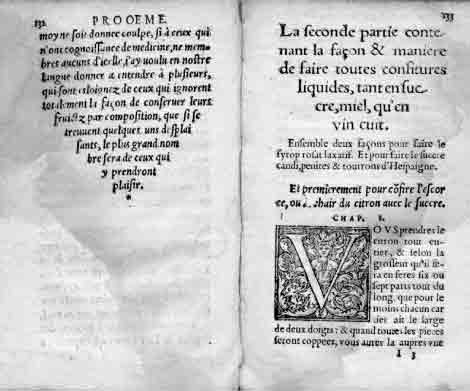 132 PROOEME.
moy ne soit donner coulpe, si à ceux qui
n'ont cognoissance de medicine, ne mem-
bres aucuns d'icelle, j'ay voulu en nostre
langue donner à entendre à plusieurs,
qui sont esloignez de ceux qui ignorent
totalement la façon de conseruer leurs
fruictz par composition, que si se
treuuent quelques uns desplai
sants, le plus grand nom
bre sera de ceux qui
y prendront
plaisir.
*
133
La seconde partie conte-
nant la façon & maniere
de faire toutes confitures
liquides, tant en suc-
cre, miel, qu'en
vin cuit.
Ensemble deux façons pour faire le
syrop rosat laxatif. Et pour faire le succre
candi, penites & tourrons d'Hespaigne.
Et premierement pour cōfire l'escor
ce, ou chair du citron auec le succre.
CHAP. I.
VOVS prendres le
citron tout en-
tier, & selon la
grosseur qu'il se-
ra en feres six ou
sept parts tout du
long, que pour le
moins chacun car
tier ait le large
de deux doigts: & quand toutes les pieces
seront coppees, vous aurez la aupres vne
I 3